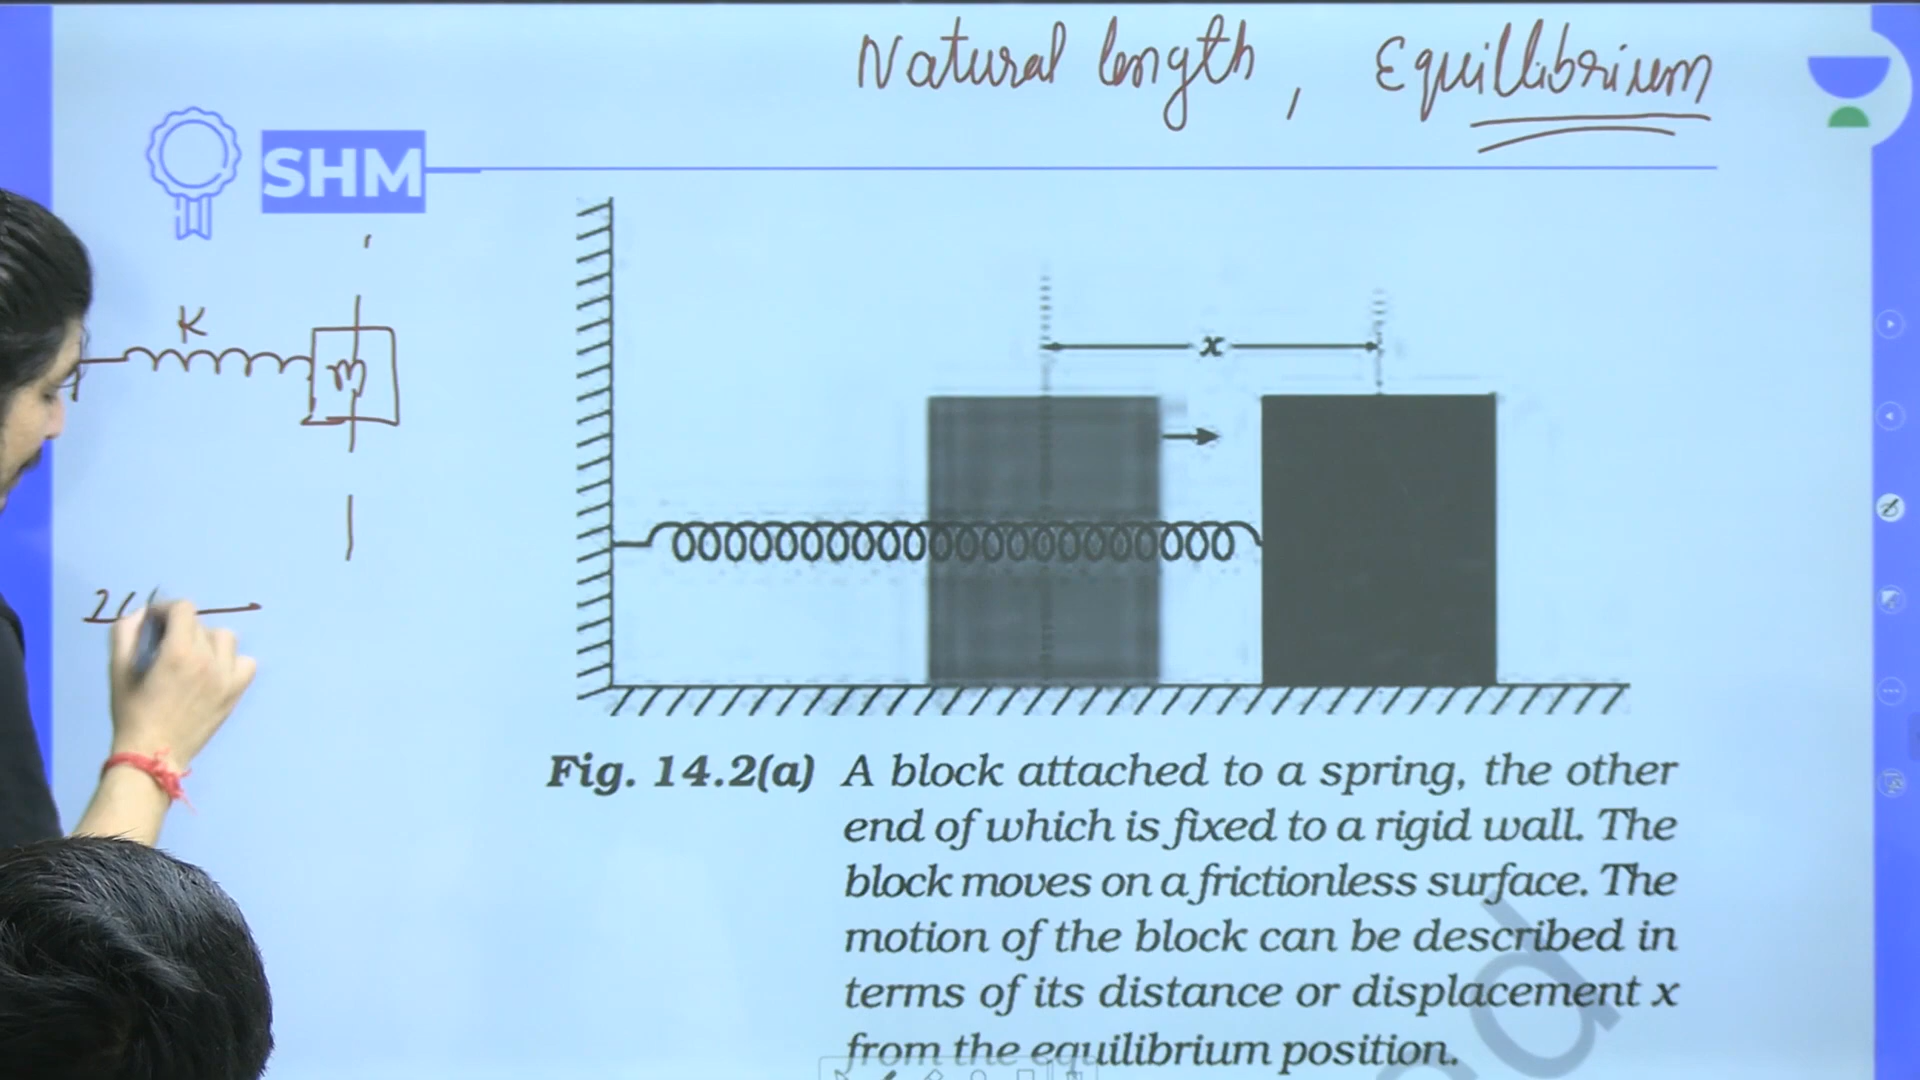 Natural length, Equillibrium
SHM
K
m
x
Fig. 14.2(a) A block attached to a spring, the other
end of which is fixed to a rigid wall. The
block moves on a frictionless surface. The
motion of the block can be described in
terms of its distance or displacement x
from the equilibrium position.